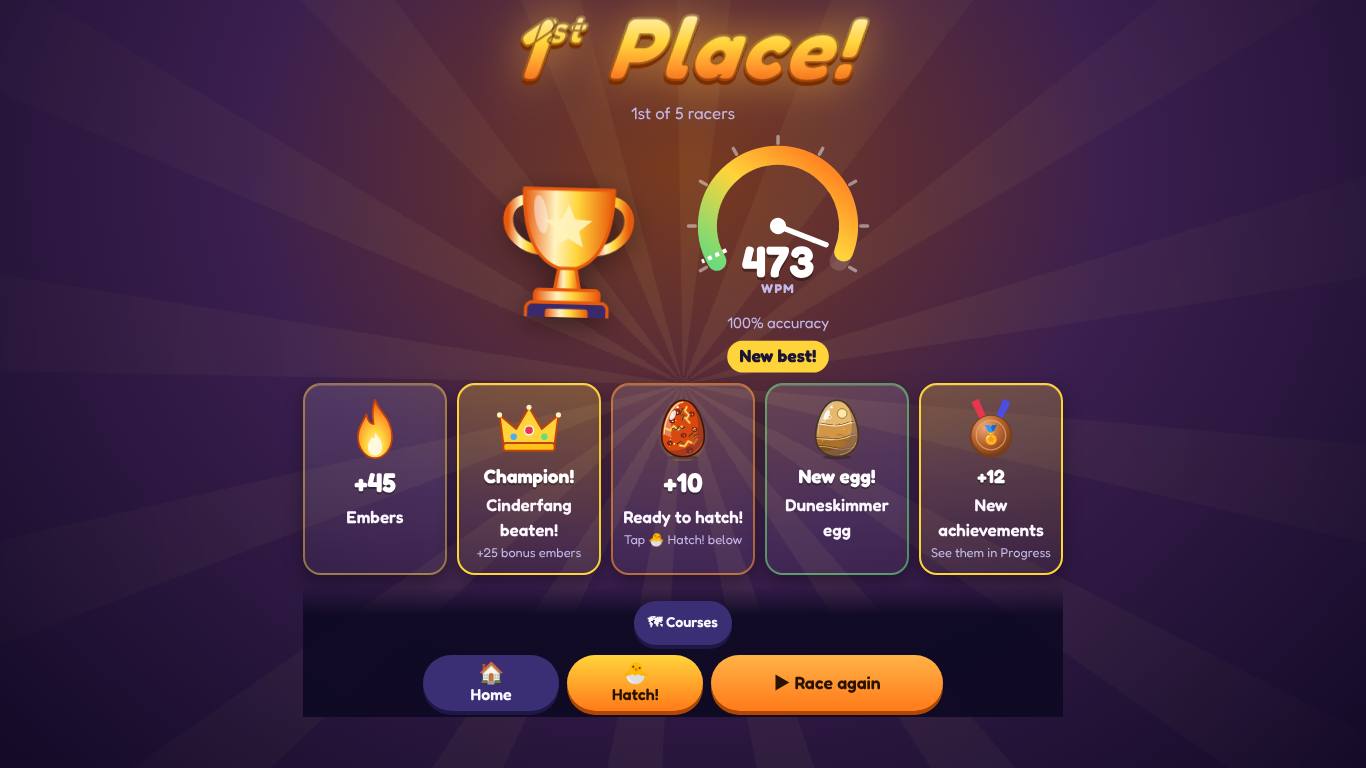 1st Place!
1st of 5 racers
473
WPM
100% accuracy
New best!
+45
Embers
Champion!
Cinderfang
beaten!
+25 bonus embers
+10
Ready to hatch!
Tap 🐣 Hatch! below
New egg!
Duneskimmer
egg
+12
New
achievements
See them in Progress
🗺 Courses
🏠
Home
🐣
Hatch!
▶ Race again